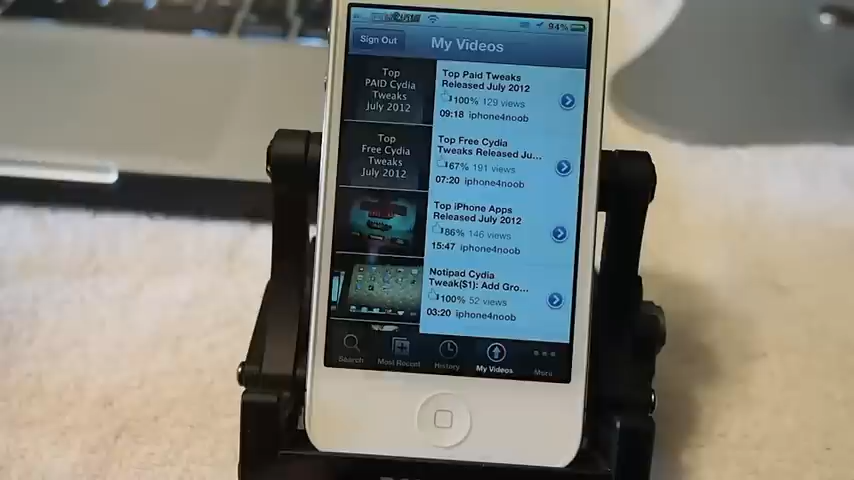 94%
Sign Out
My Videos
Top
PAID Cydia
Tweaks
July 2012
Top Paid Tweaks
Released July 2012
100% 129 views
09:18 iphone4noob
Top
Free Cydia
Tweaks
July 2012
Top Free Cydia
Tweaks Released Ju...
67% 191 views
07:20 iphone4noob
Top iPhone Apps
Released July 2012
86% 146 views
15:47 iphone4noob
Notipad Cydia
Tweak($1): Add Gro...
100% 52 views
03:20 iphone4noob
Search
Most Recent
History
My Videos
More